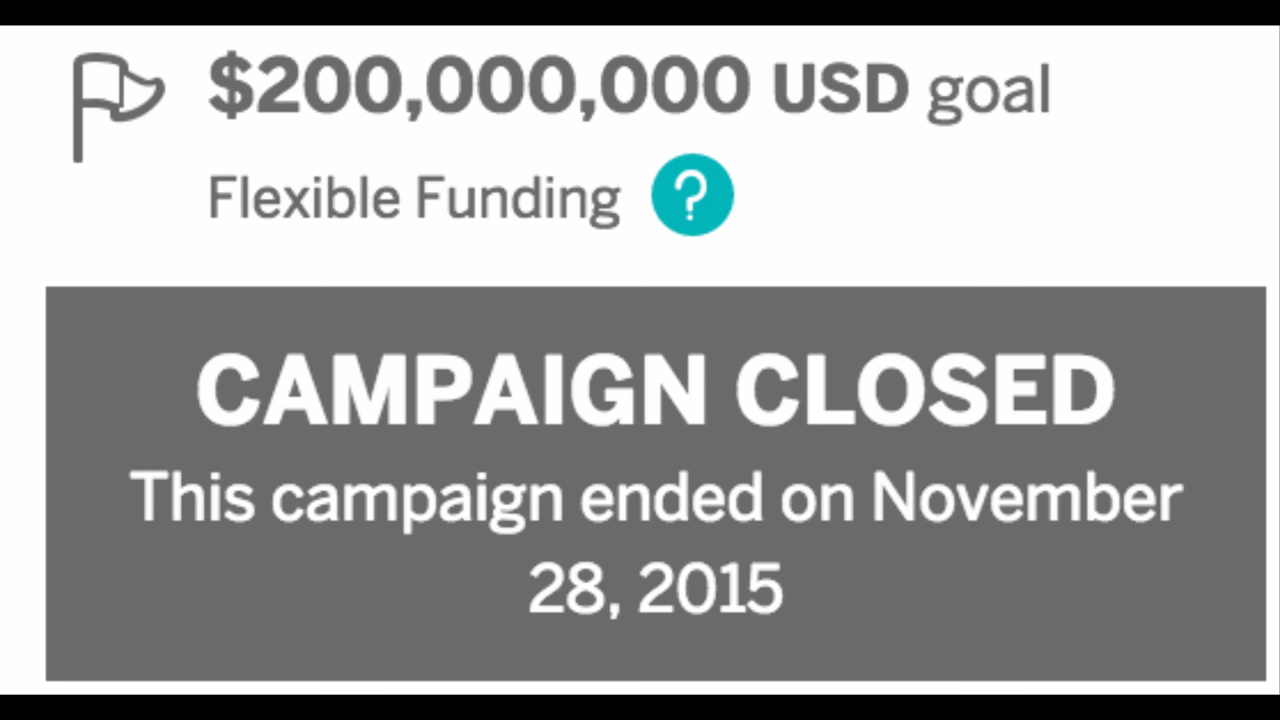 $200,000,000 USD goal
Flexible Funding ?
CAMPAIGN CLOSED
This campaign ended on November
28, 2015